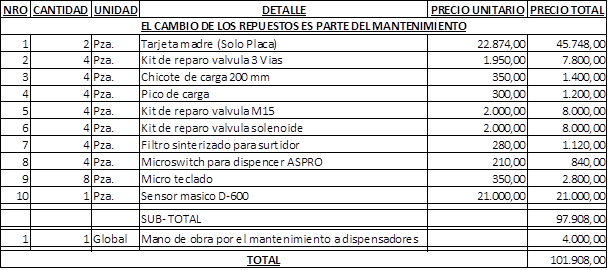 NRO CANTIDAD UNIDAD DETALLE PRECIO UNITARIO PRECIO TOTAL
EL CAMBIO DE LOS REPUESTOS ES PARTE DEL MANTENIMIENTO
1 2 Pza. Tarjeta madre (Solo Placa) 22.874,00 45.748,00
2 4 Pza. Kit de reparo valvula 3 Vias 1.950,00 7.800,00
3 4 Pza. Chicote de carga 200 mm 350,00 1.400,00
4 4 Pza. Pico de carga 300,00 1.200,00
5 4 Pza. Kit de reparo valvula M15 2.000,00 8.000,00
6 4 Pza. Kit de reparo valvula solenoide 2.000,00 8.000,00
7 4 Pza. Filtro sinterizado para surtidor 280,00 1.120,00
8 4 Pza. Microswitch para dispencer ASPRO 210,00 840,00
9 8 Pza. Micro teclado 350,00 2.800,00
10 1 Pza. Sensor masico D-600 21.000,00 21.000,00
SUB- TOTAL 97.908,00
1 1 Global Mano de obra por el mantenimiento a dispensadores 4.000,00
TOTAL 101.908,00